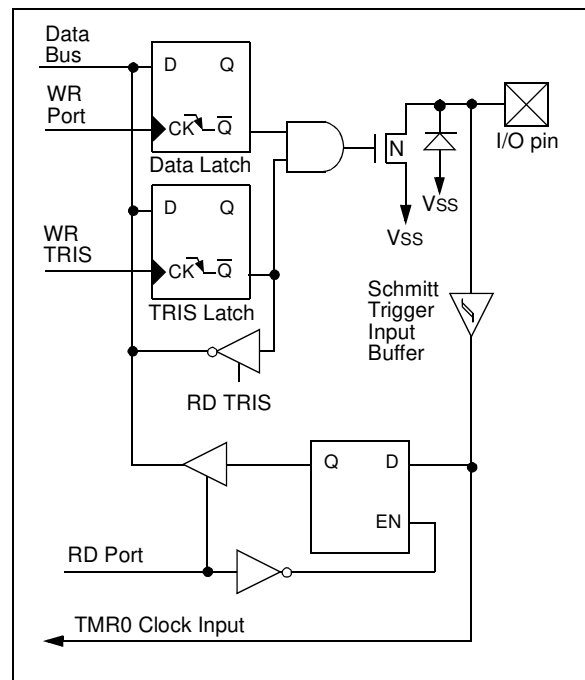 Data
Bus
D Q
WR
Port
CK Q
Data Latch
N
I/O pin
VSS
VSS
D Q
WR
TRIS
CK Q
TRIS Latch
Schmitt
Trigger
Input
Buffer
RD TRIS
Q D
EN
RD Port
TMR0 Clock Input